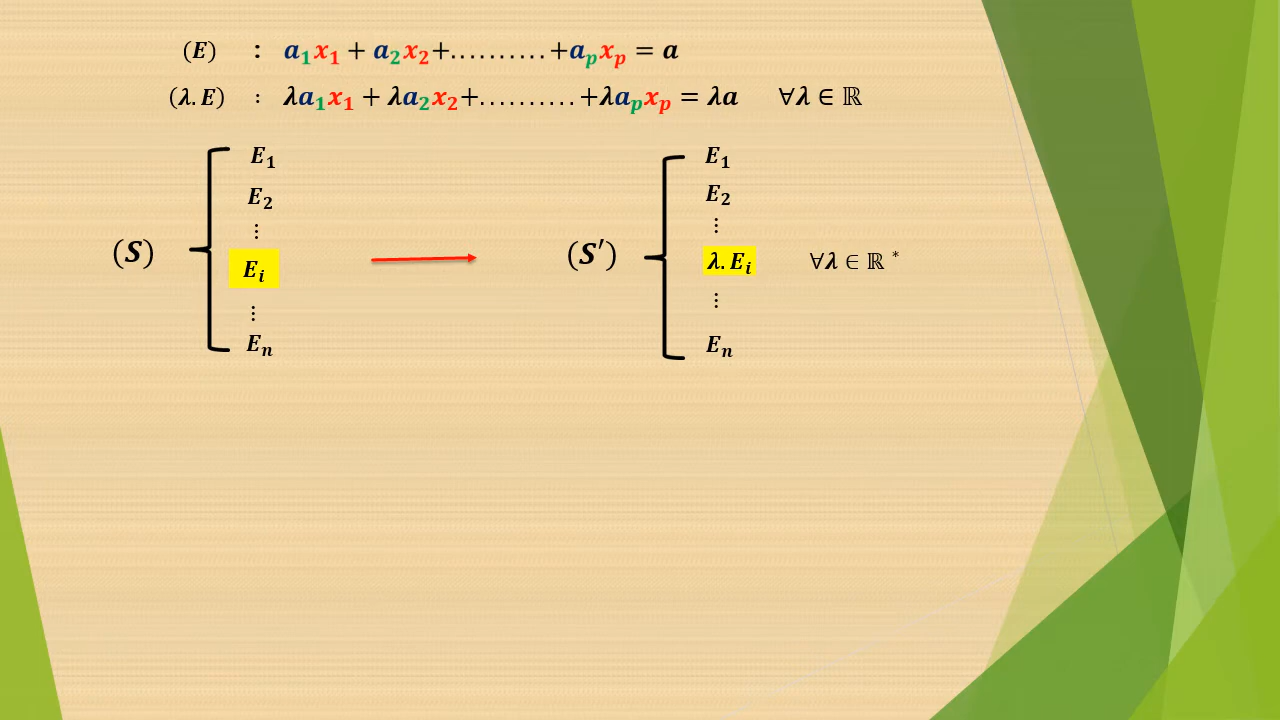 (E) : a₁x₁ + a₂x₂+..........+aₚxₚ = a
(λ.E) : λa₁x₁ + λa₂x₂+..........+λaₚxₚ = λa ∀λ ∈ ℝ
(S)
E₁
E₂
⋮
Eᵢ
⋮
Eₙ
(S′)
E₁
E₂
⋮
λ.Eᵢ ∀λ ∈ ℝ *
⋮
Eₙ